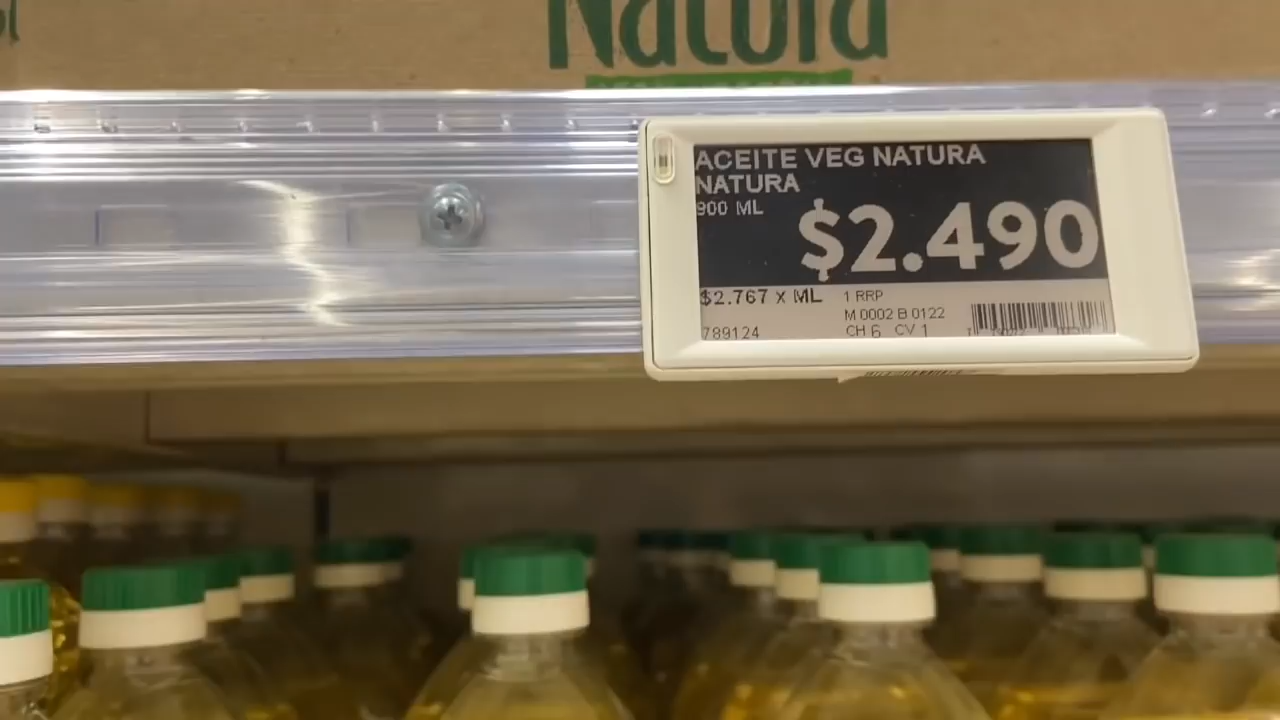 Natura
ACEITE VEG NATURA
NATURA
900 ML
$2.490
$2.767 x ML
1 RRP
M 0002 B 0122
789124
CH 6 CV 1